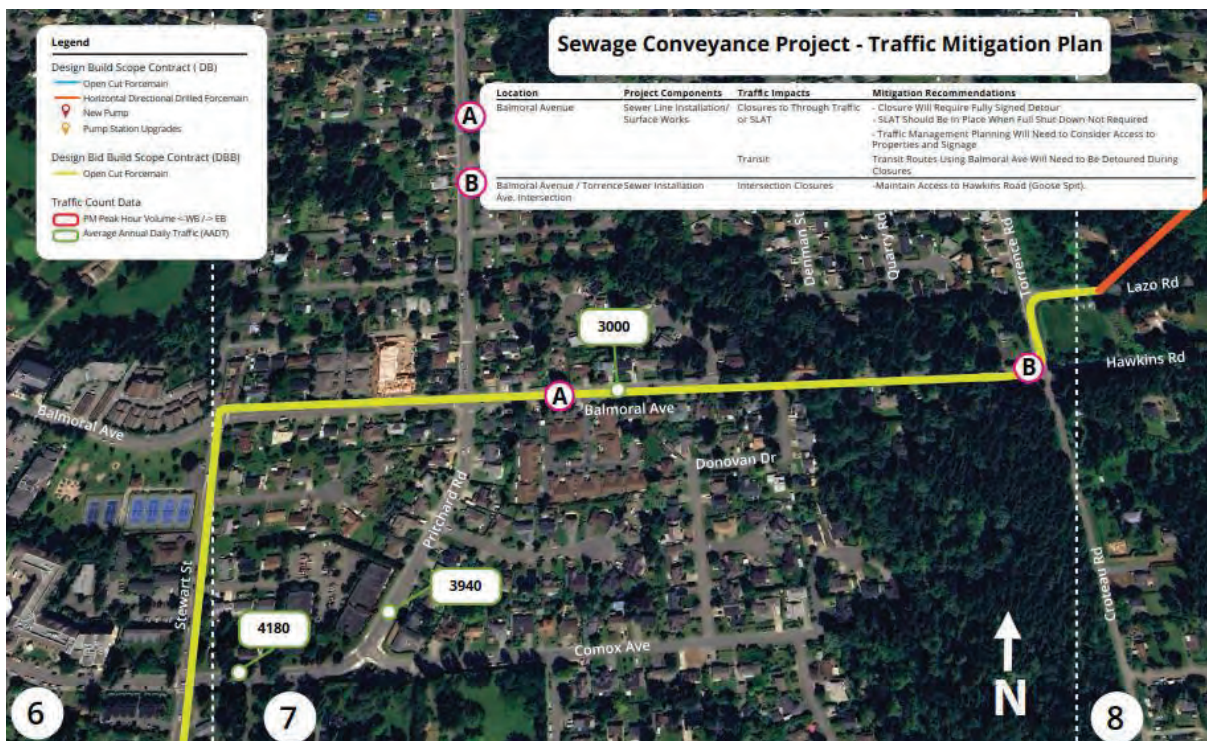 Sewage Conveyance Project - Traffic Mitigation Plan
Legend
Design Build Scope Contract ( DB)
Open Cut Forcemain
Horizontal Directional Drilled Forcemain
New Pump
Pump Station Upgrades
Design Bid Build Scope Contract (DBB)
Open Cut Forcemain
Traffic Count Data
PM Peak Hour Volume <-WB / -> EB
Average Annual Daily Traffic (AADT)
Location Project Components Traffic Impacts Mitigation Recommendations
A Balmoral Avenue Sewer Line Installation/ Closures to Through Traffic - Closure Will Require Fully Signed Detour
Surface Works or SLAT - SLAT Should Be in Place When Full Shut Down Not Required
- Traffic Management Planning Will Need to Consider Access to
Properties and Signage
Transit Transit Routes Using Balmoral Ave Will Need to Be Detoured During
Closures
B Balmoral Avenue / Torrence Sewer Installation Intersection Closures -Maintain Access to Hawkins Road (Goose Spit).
Ave. Intersection
Denman St
Quarry Rd
Torrence Rd
Lazo Rd
Hawkins Rd
3000
A
B
Balmoral Ave
Balmoral Ave
Donovan Dr
Pritchard Rd
Stewart St
3940
4180
Comox Ave
Croteau Rd
N
6
7
8